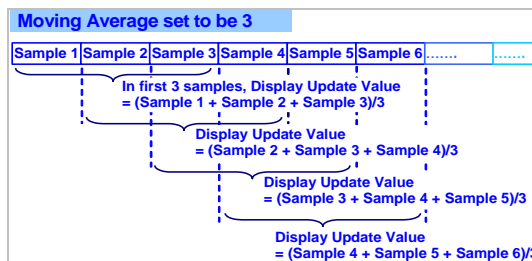 Moving Average set to be 3
Sample 1 Sample 2 Sample 3 Sample 4 Sample 5 Sample 6 ....... .......
In first 3 samples, Display Update Value
= (Sample 1 + Sample 2 + Sample 3)/3
Display Update Value
= (Sample 2 + Sample 3 + Sample 4)/3
Display Update Value
= (Sample 3 + Sample 4 + Sample 5)/3
Display Update Value
= (Sample 4 + Sample 5 + Sample 6)/3